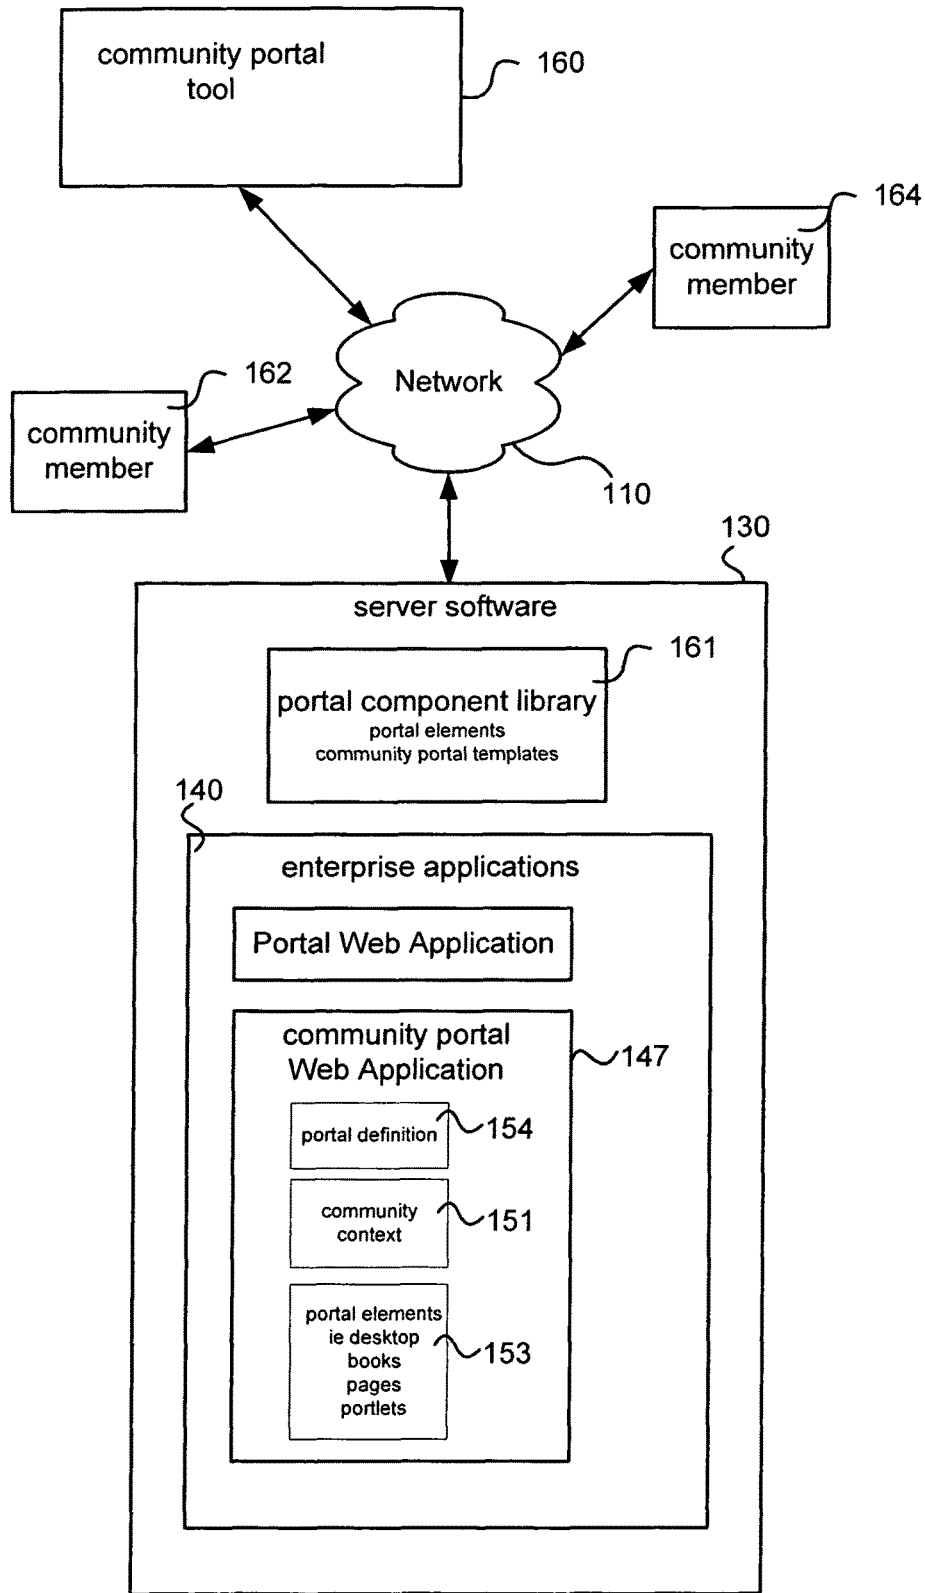 community portal
tool
160
164
community
member
Network
162
community
member
110
130
server software
161
portal component library
portal elements
community portal templates
140
enterprise applications
Portal Web Application
community portal
Web Application
147
portal definition
154
community
context
151
portal elements
ie desktop
books
pages
portlets
153